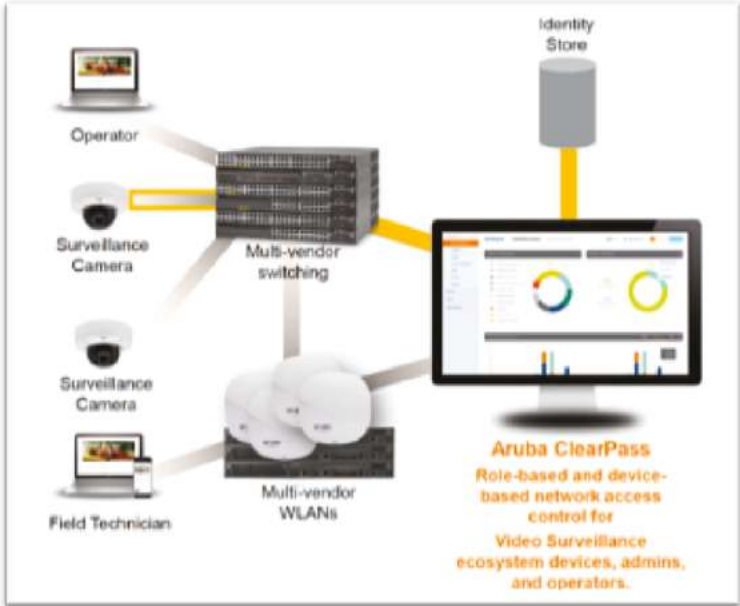 Identity
Store
Operator
Surveillance
Camera
Multi-vendor
switching
Surveillance
Camera
Field Technician
Multi-vendor
WLANs
Aruba ClearPass
Role-based and device-
based network access
control for
Video Surveillance
ecosystem devices, admins,
and operators.